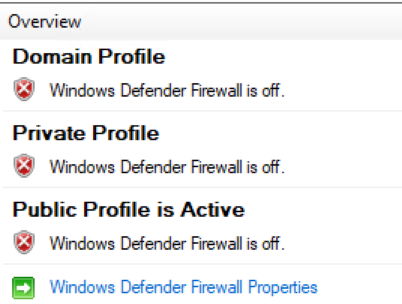 Overview
Domain Profile
Windows Defender Firewall is off.
Private Profile
Windows Defender Firewall is off.
Public Profile is Active
Windows Defender Firewall is off.
Windows Defender Firewall Properties